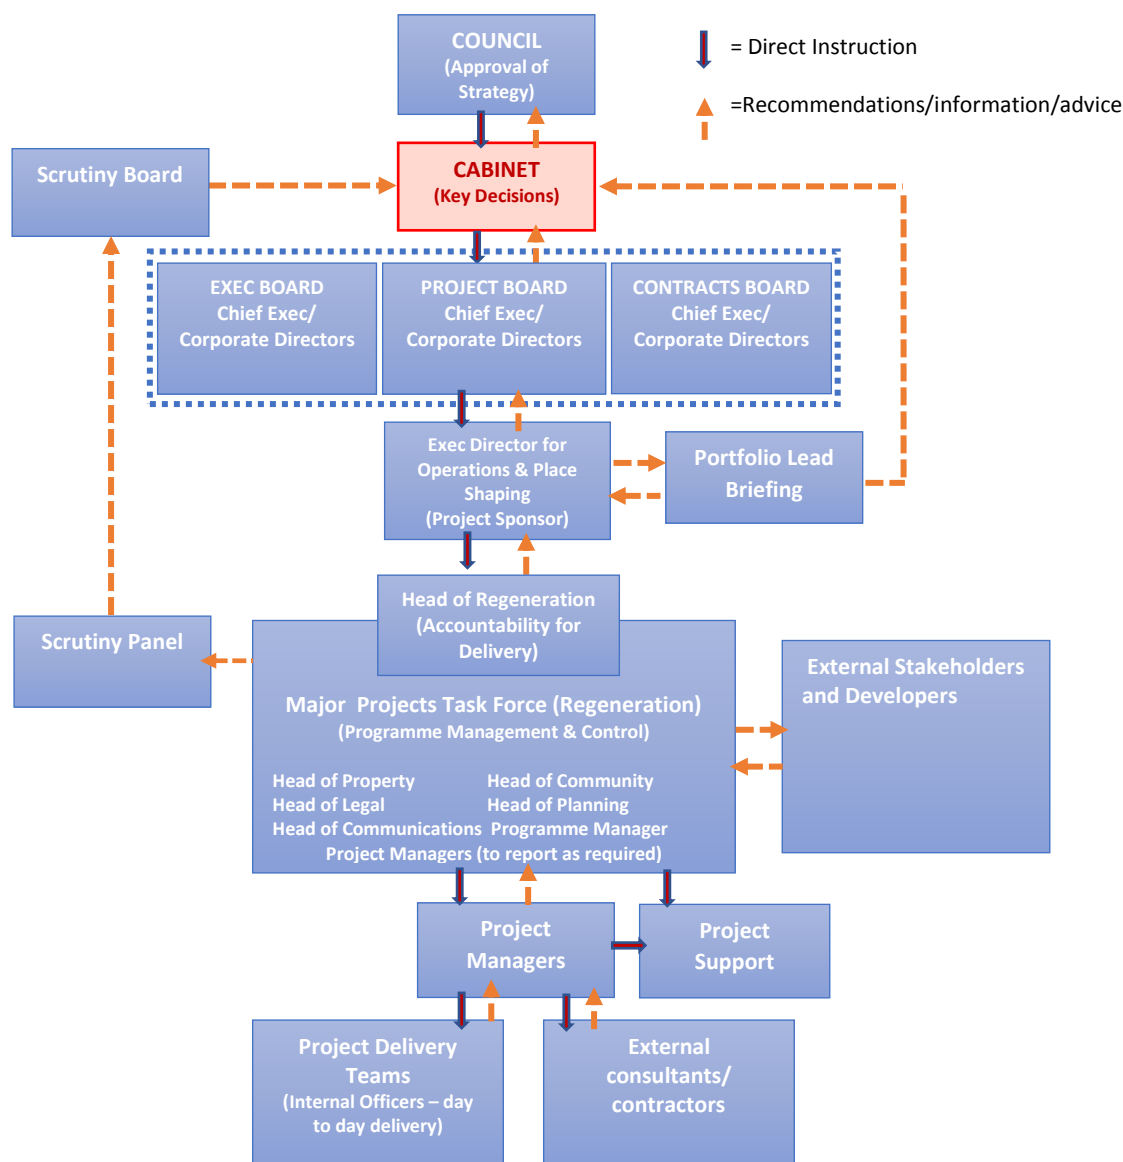 COUNCIL
(Approval of
Strategy)
= Direct Instruction
=Recommendations/information/advice
Scrutiny Board
CABINET
(Key Decisions)
EXEC BOARD
Chief Exec/
Corporate Directors
PROJECT BOARD
Chief Exec/
Corporate Directors
CONTRACTS BOARD
Chief Exec/
Corporate Directors
Exec Director for
Operations & Place
Shaping
(Project Sponsor)
Portfolio Lead
Briefing
Head of Regeneration
(Accountability for
Delivery)
Scrutiny Panel
External Stakeholders
and Developers
Major Projects Task Force (Regeneration)
(Programme Management & Control)
Head of Property Head of Community
Head of Legal Head of Planning
Head of Communications Programme Manager
Project Managers (to report as required)
Project
Managers
Project
Support
Project Delivery
Teams
(Internal Officers – day
to day delivery)
External
consultants/
contractors